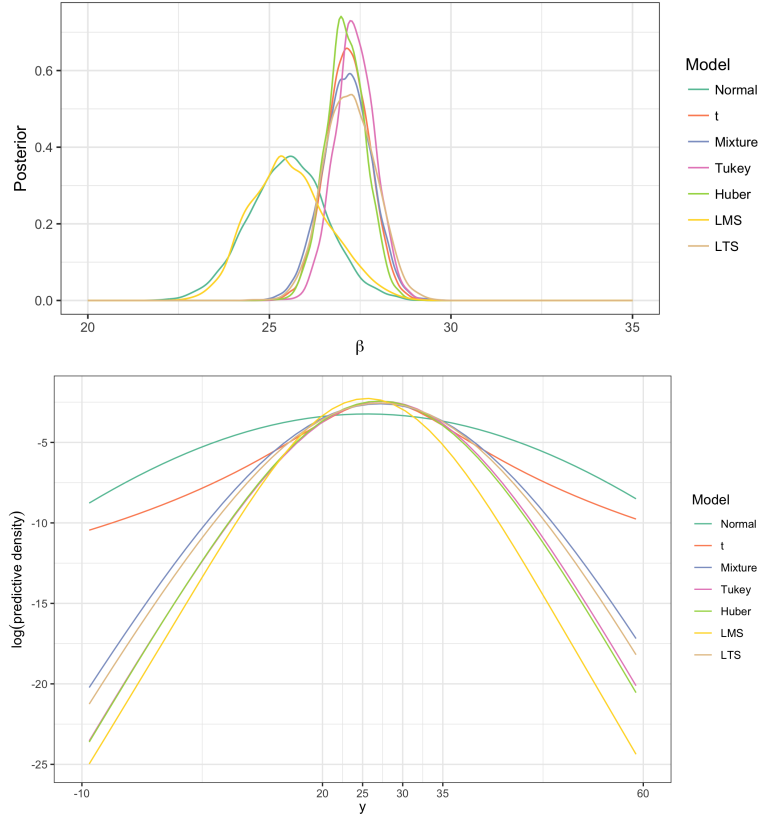 Posterior
0.6
0.4
0.2
0.0
20 25 30 35
β
Model
Normal
t
Mixture
Tukey
Huber
LMS
LTS
log(predictive density)
-5
-10
-15
-20
-25
-10 20 25 30 35 60
y
Model
Normal
t
Mixture
Tukey
Huber
LMS
LTS